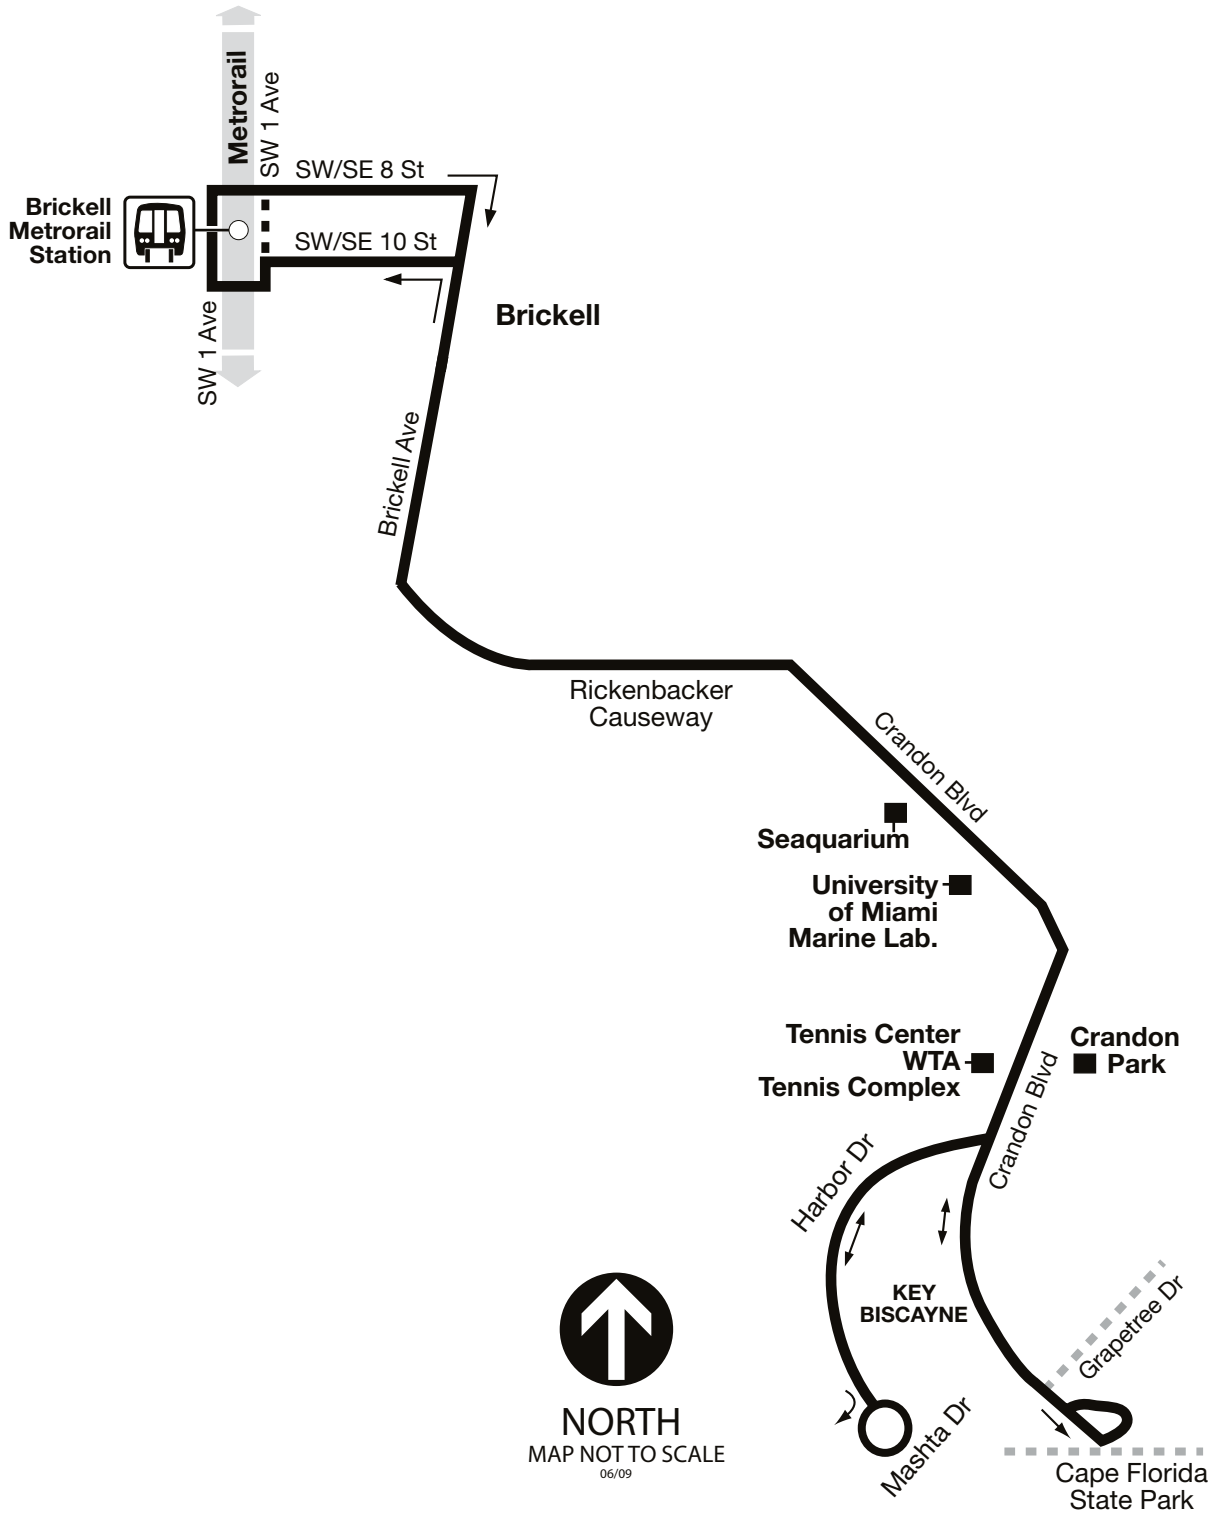 Metrorail
SW 1 Ave
SW/SE 8 St
Brickell
Metrorail
Station
SW/SE 10 St
Brickell
SW 1 Ave
Brickell Ave
Rickenbacker
Causeway
Crandon Blvd
Seaquarium
University
of Miami
Marine Lab.
Tennis Center
WTA
Tennis Complex
Crandon
Park
Crandon Blvd
Harbor Dr
KEY
BISCAYNE
Grapetree Dr
Mashta Dr
NORTH
MAP NOT TO SCALE
06/09
Cape Florida
State Park